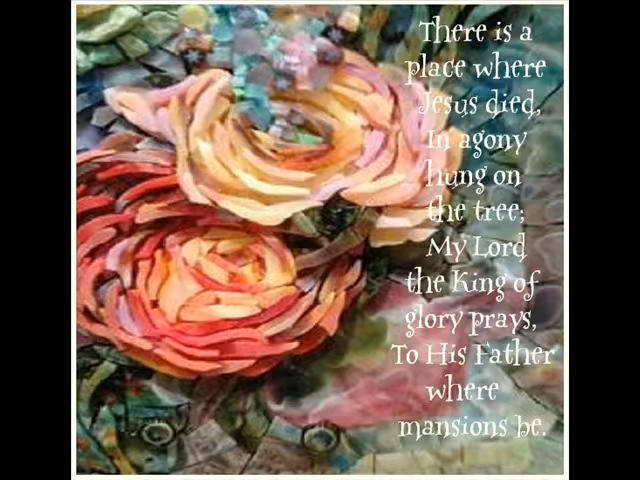 There is a
place where
Jesus died,
In agony
hung on
the tree;
My Lord
the King of
glory prays,
To His Father
where
mansions be.